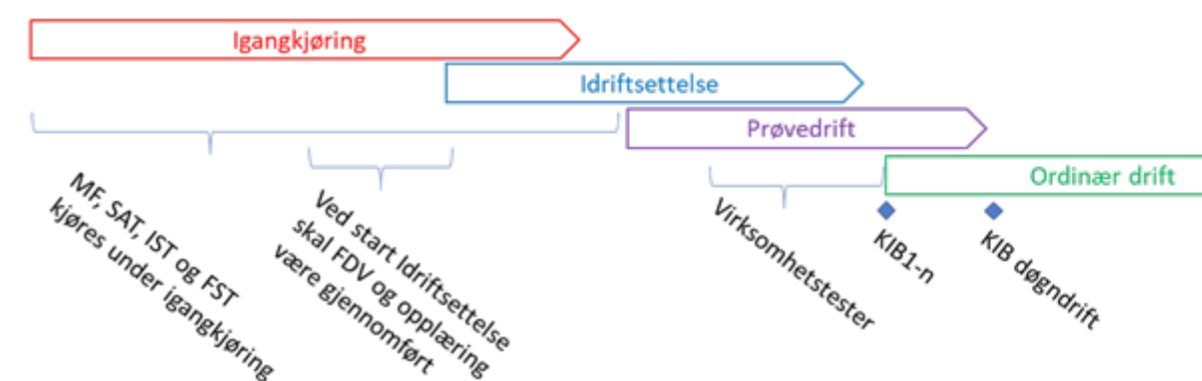 Igangkjøring
Idriftsettelse
Prøvedrift
Ordinær drift
MF, SAT, IST og FST
kjøres under igangkjøring
Ved start Idriftsettelse
skal FDV og opplæring
være gjennomført
Virksomhetstester
KIB1-n
KIB døgndrift